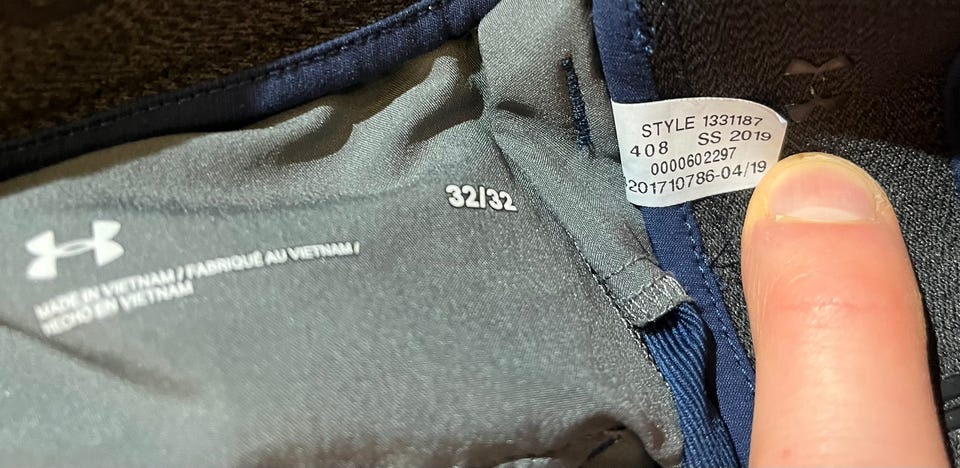 32/32
MADE IN VIETNAM / FABRIQUÉ AU VIETNAM /
HECHO EN VIETNAM
STYLE 1331187
408 SS 2019
0000602297
201710786-04/19